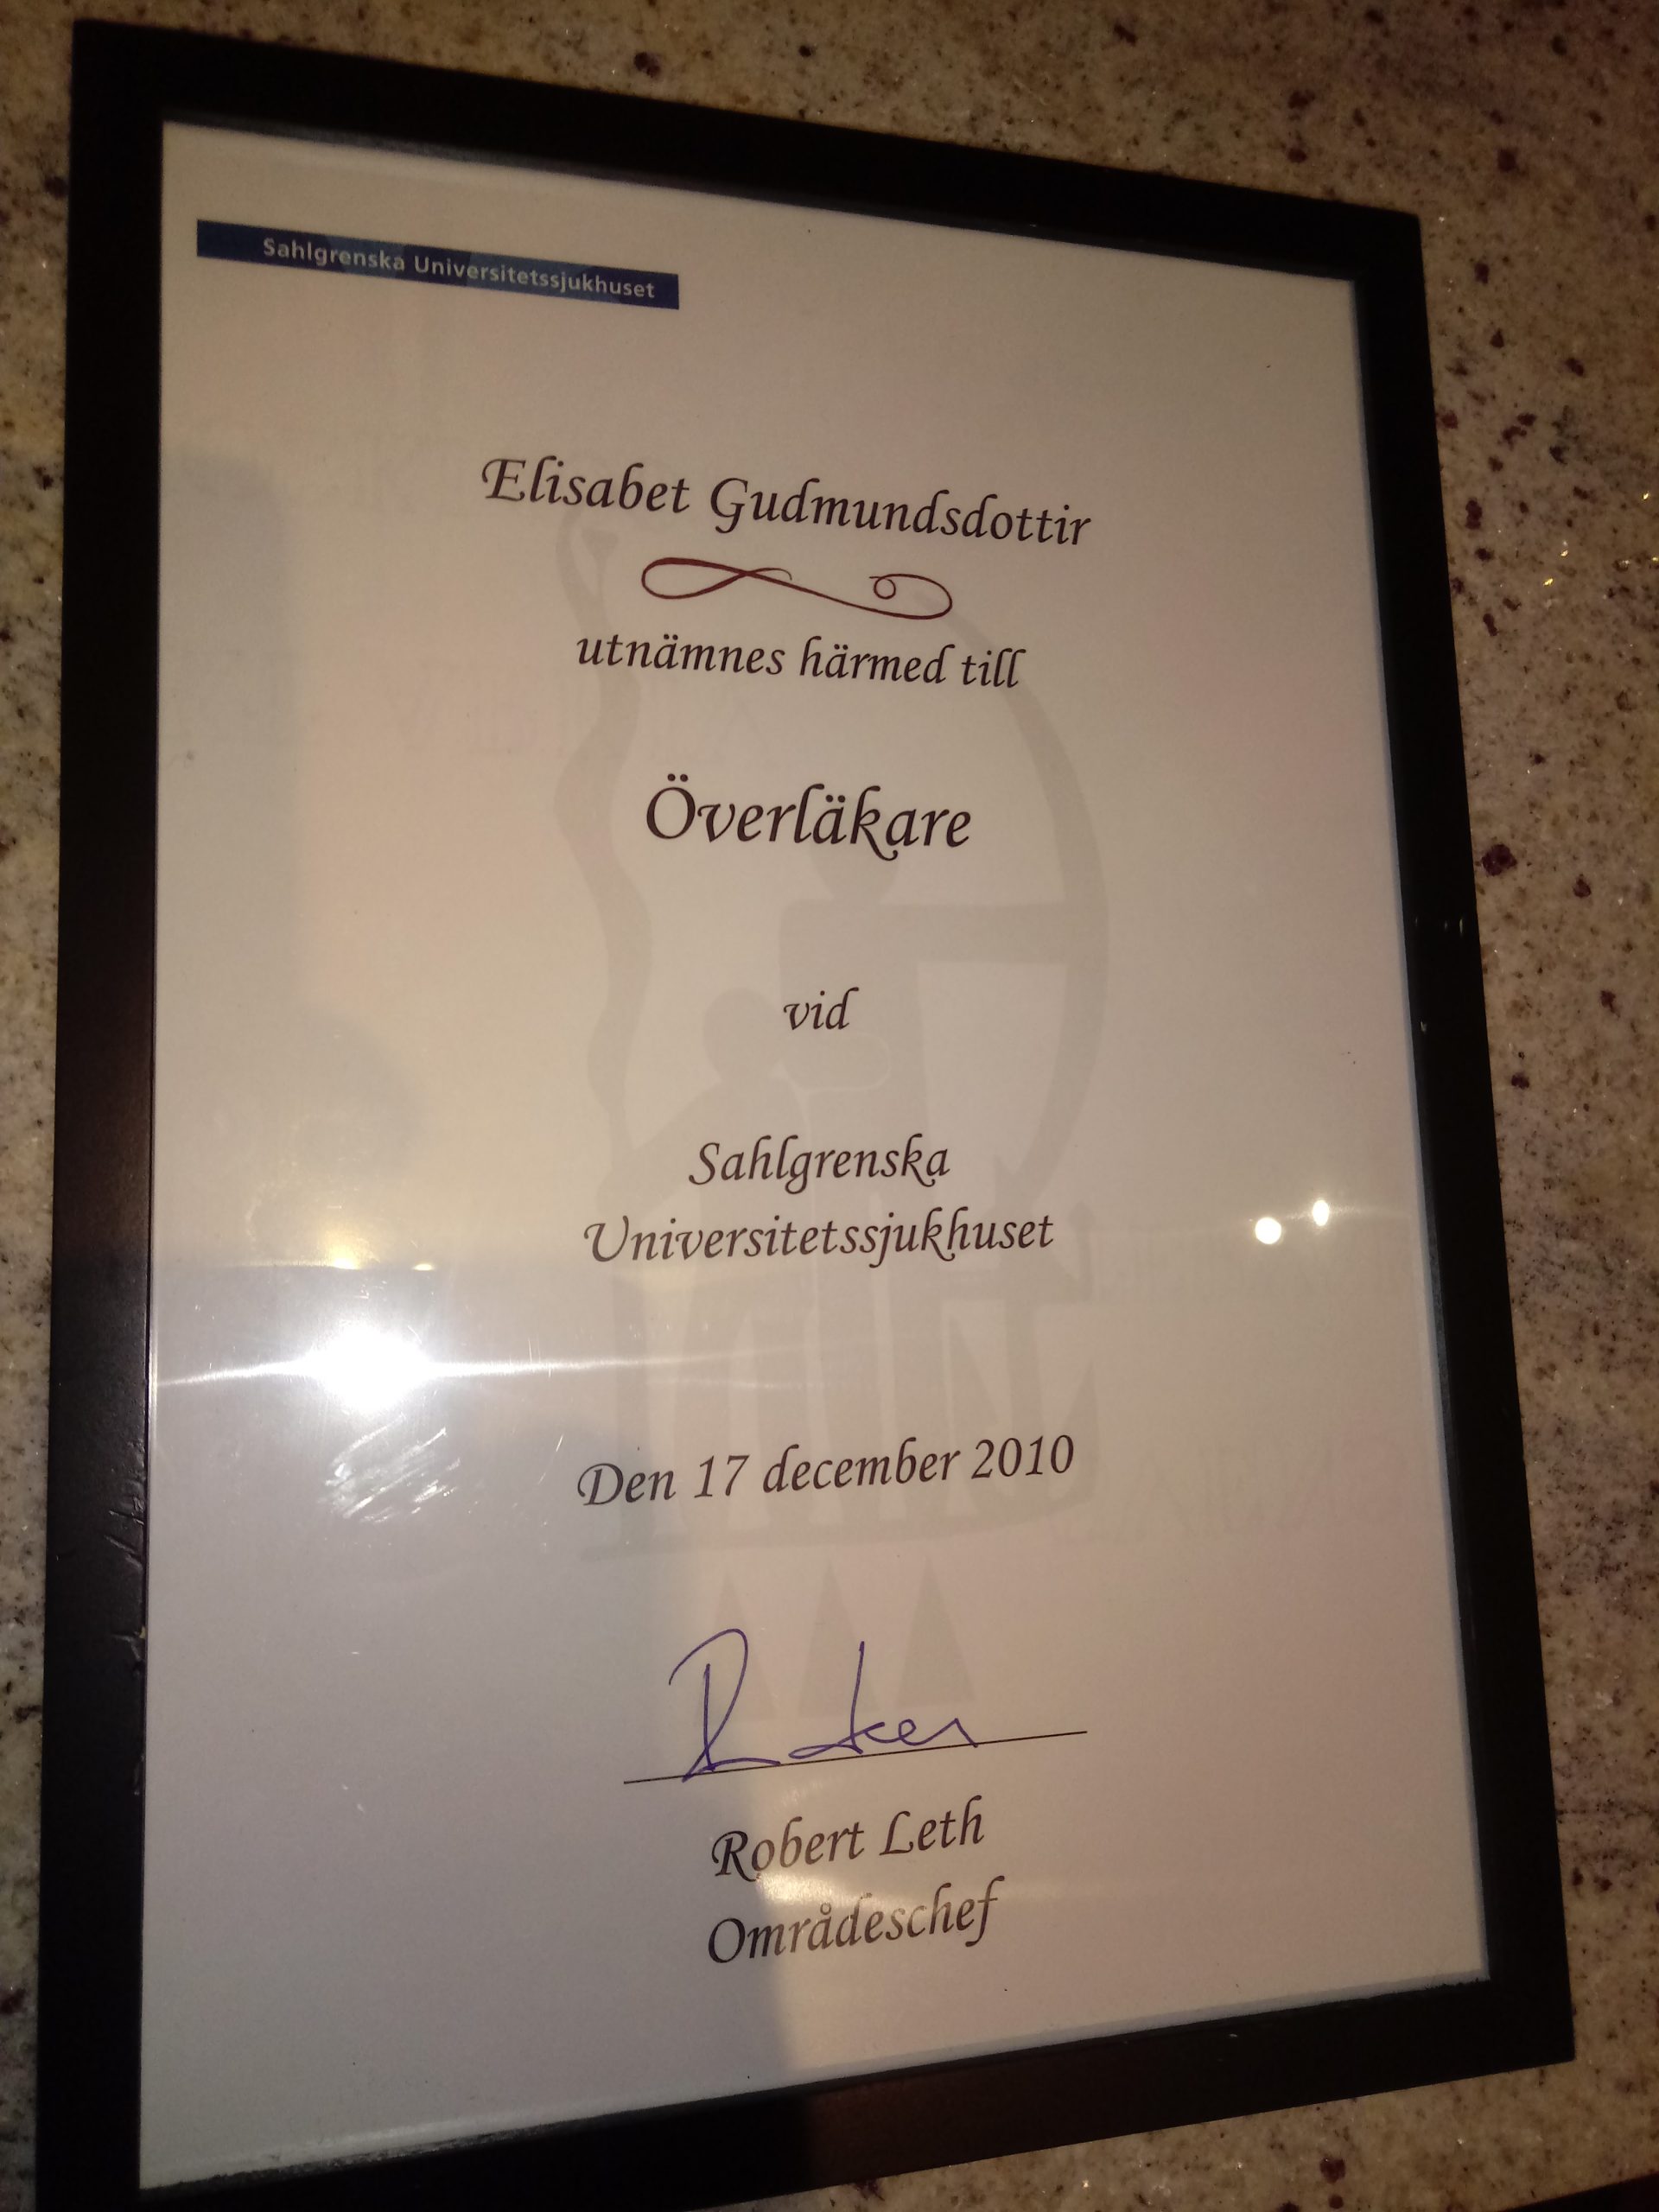 Sahlgrenska Universitetssjukhuset
Elisabet Gudmundsdottir
utnämnes härmed till
Överläkare
vid
Sahlgrenska
Universitetssjukhuset
Den 17 december 2010
Robert Leth
Områdeschef